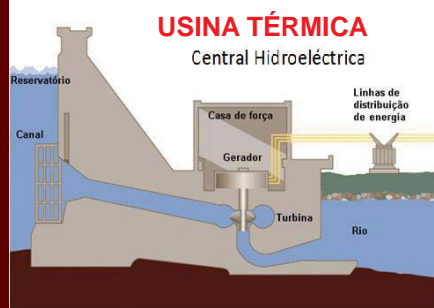 USINA TÉRMICA
Central Hidroeléctrica
Reservatório
Linhas de
distribuição
de energia
Casa de força
Canal
Gerador
Turbina
Rio